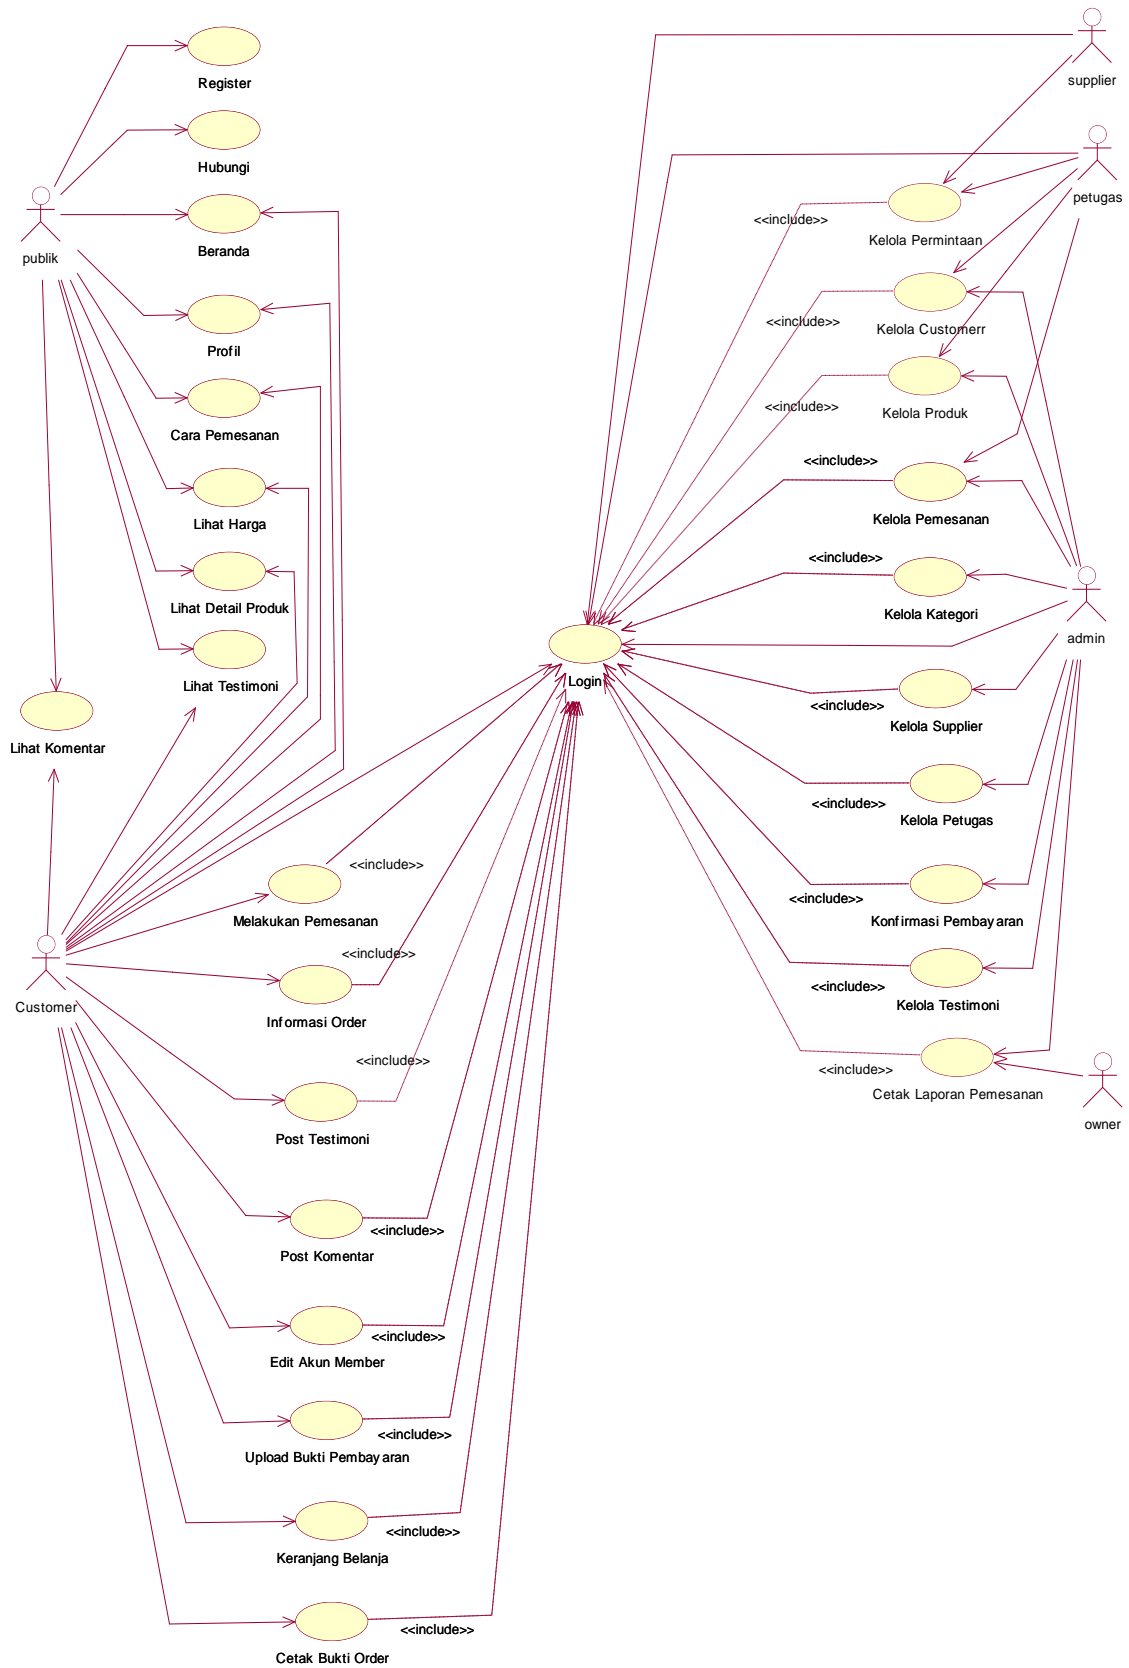 supplier
Register
Hubungi
petugas
<<include>>
Kelola Permintaan
Beranda
publik
<<include>>
Kelola Customerr
Profil
<<include>>
Kelola Produk
Cara Pemesanan
<<include>>
Kelola Pemesanan
Lihat Harga
<<include>>
Kelola Kategori
Lihat Detail Produk
admin
Login
Lihat Testimoni
<<include>>
Kelola Supplier
Lihat Komentar
<<include>>
Kelola Petugas
<<include>>
Melakukan Pemesanan
<<include>>
Konfirmasi Pembayaran
<<include>>
Customer
Informasi Order
<<include>>
Kelola Testimoni
<<include>>
<<include>>
Cetak Laporan Pemesanan
owner
Post Testimoni
<<include>>
Post Komentar
<<include>>
Edit Akun Member
<<include>>
Upload Bukti Pembayaran
<<include>>
Keranjang Belanja
<<include>>
Cetak Bukti Order